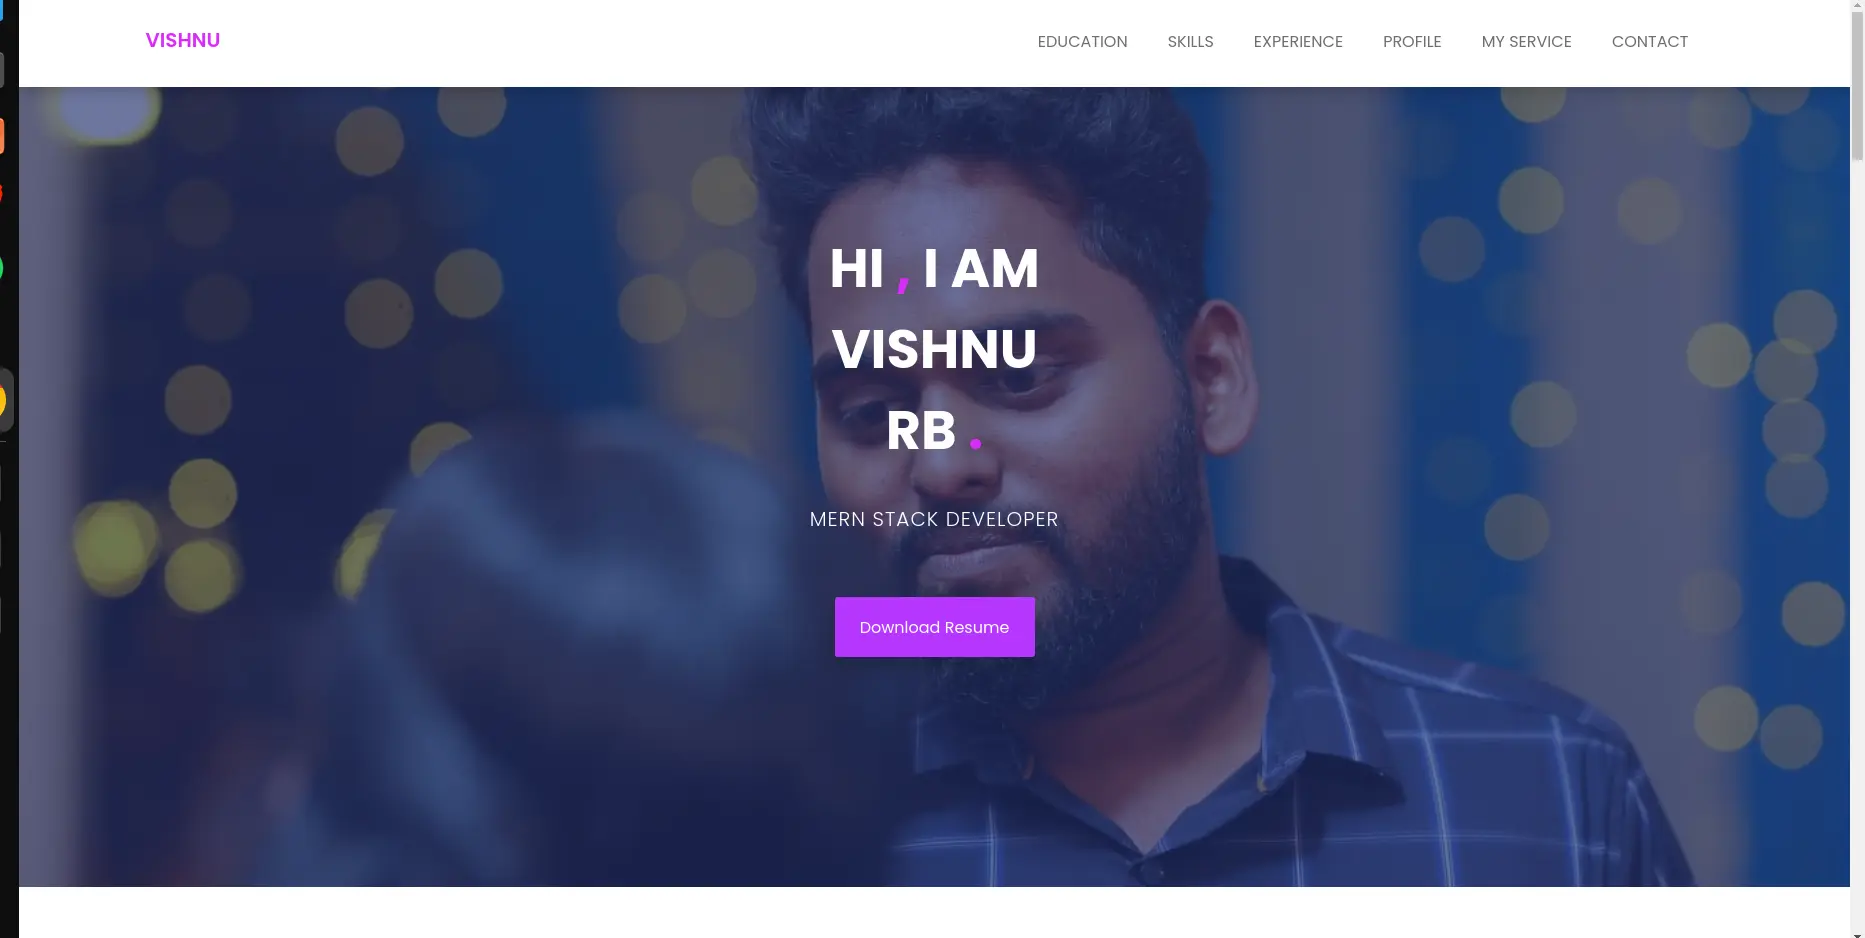 VISHNU
EDUCATION SKILLS EXPERIENCE PROFILE MY SERVICE CONTACT
HI , I AM
VISHNU
RB .
MERN STACK DEVELOPER
Download Resume